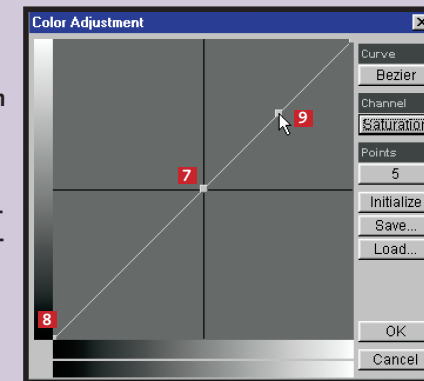 Color Adjustment
Curve
Bezier
Channel
Saturation
Points
5
Initialize
Save...
Load...
OK
Cancel
9
7
8